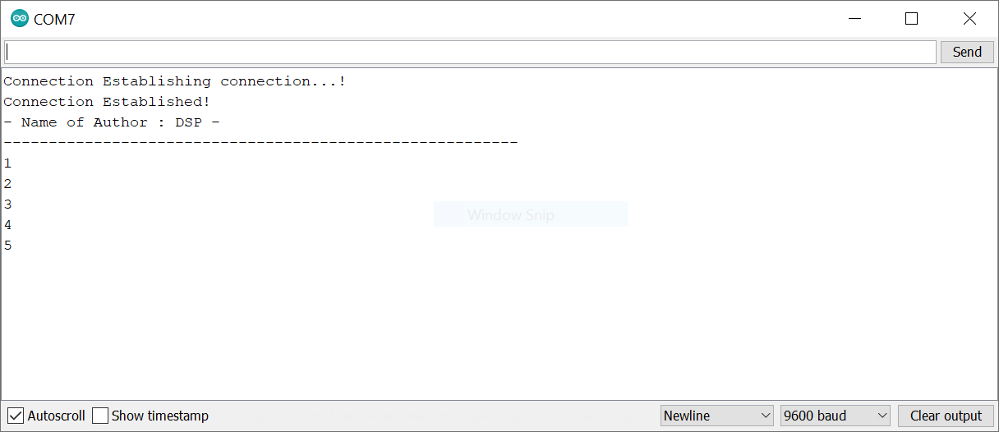 COM7
Send
Connection Establishing connection...!
Connection Established!
- Name of Author : DSP -
---------------------------------------------------------
1
2
3
4
5
Window Snip
Autoscroll
Show timestamp
Newline
9600 baud
Clear output